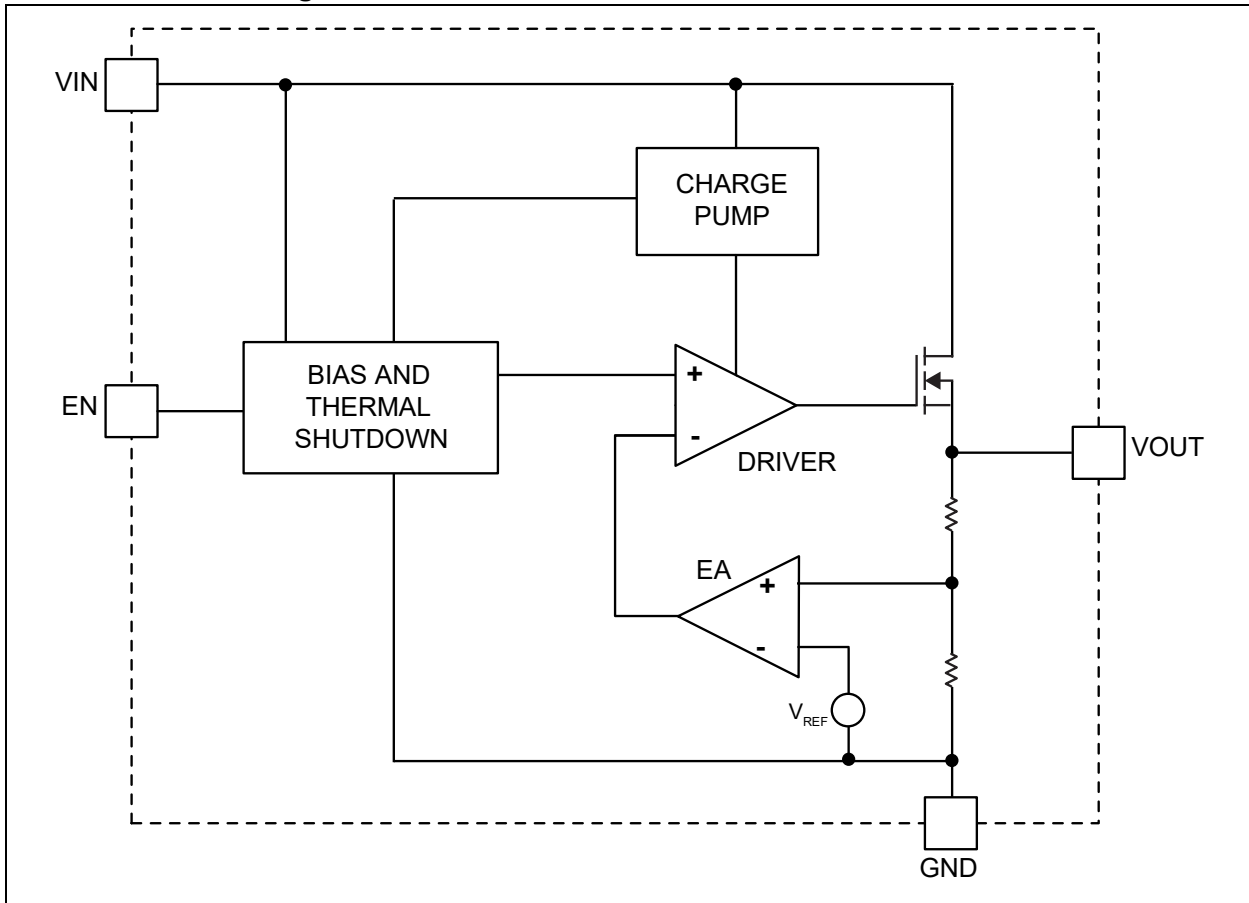 VIN
CHARGE
PUMP
EN
BIAS AND
THERMAL
SHUTDOWN
+
-
DRIVER
VOUT
EA
+
-
VREF
GND